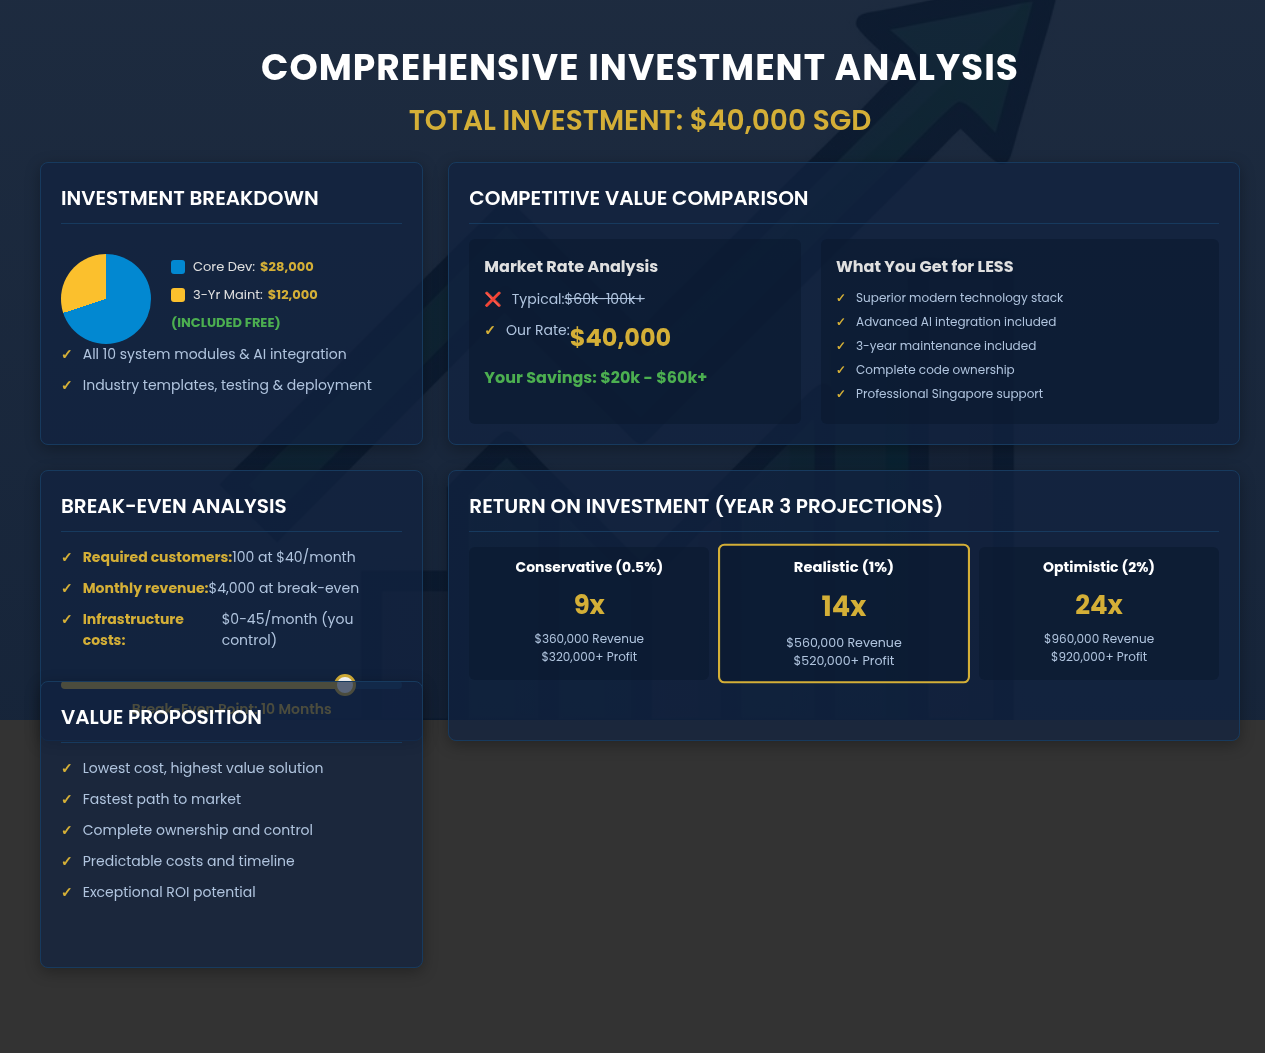 COMPREHENSIVE INVESTMENT ANALYSIS
TOTAL INVESTMENT: $40,000 SGD
INVESTMENT BREAKDOWN
Core Dev: $28,000
3-Yr Maint: $12,000
(INCLUDED FREE)
✓ All 10 system modules & AI integration
✓ Industry templates, testing & deployment
COMPETITIVE VALUE COMPARISON
Market Rate Analysis
❌ Typical:$60k-100k+
✓ Our Rate: $40,000
Your Savings: $20k - $60k+
What You Get for LESS
✓ Superior modern technology stack
✓ Advanced AI integration included
✓ 3-year maintenance included
✓ Complete code ownership
✓ Professional Singapore support
BREAK-EVEN ANALYSIS
✓ Required customers:100 at $40/month
✓ Monthly revenue:$4,000 at break-even
✓ Infrastructure costs: $0-45/month (you control)
Break-Even Point: 10 Months
RETURN ON INVESTMENT (YEAR 3 PROJECTIONS)
Conservative (0.5%)
9x
$360,000 Revenue
$320,000+ Profit
Realistic (1%)
14x
$560,000 Revenue
$520,000+ Profit
Optimistic (2%)
24x
$960,000 Revenue
$920,000+ Profit
VALUE PROPOSITION
✓ Lowest cost, highest value solution
✓ Fastest path to market
✓ Complete ownership and control
✓ Predictable costs and timeline
✓ Exceptional ROI potential